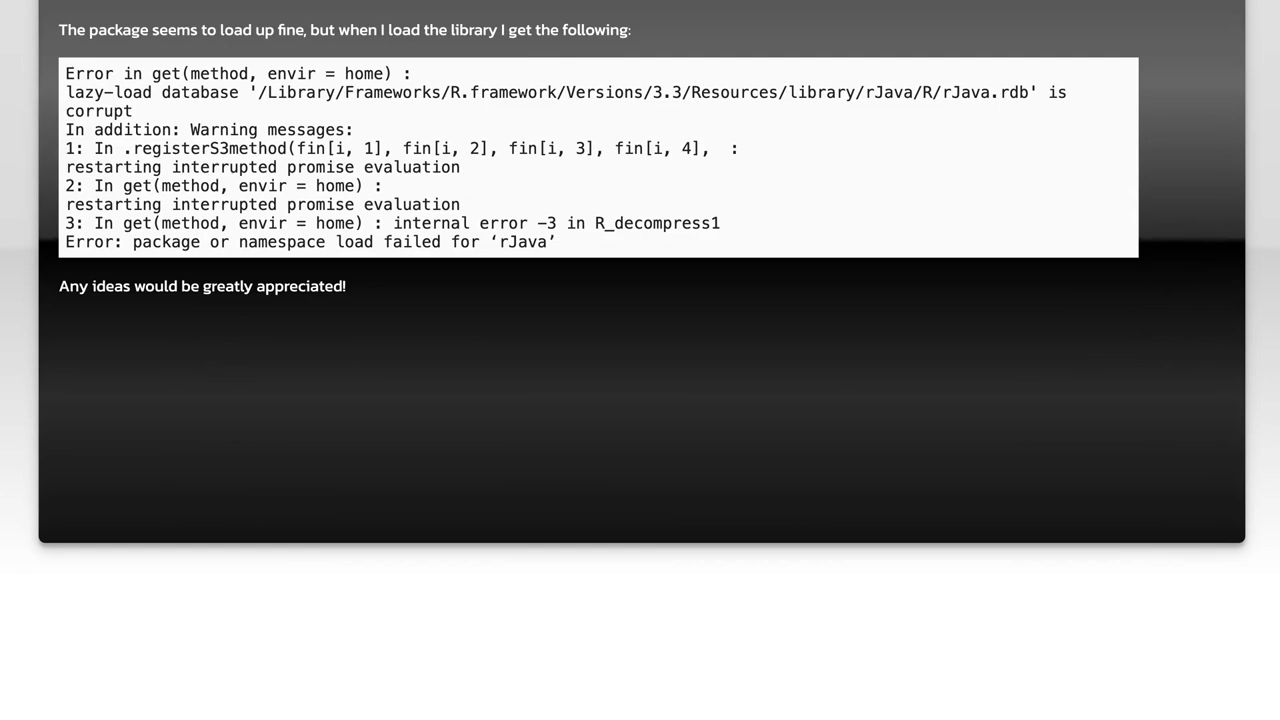 The package seems to load up fine, but when I load the library I get the following:
Error in get(method, envir = home) :
lazy-load database '/Library/Frameworks/R.framework/Versions/3.3/Resources/library/rJava/R/rJava.rdb' is
corrupt
In addition: Warning messages:
1: In .registerS3method(fin[i, 1], fin[i, 2], fin[i, 3], fin[i, 4],  :
restarting interrupted promise evaluation
2: In get(method, envir = home) :
restarting interrupted promise evaluation
3: In get(method, envir = home) : internal error -3 in R_decompress1
Error: package or namespace load failed for ‘rJava’
Any ideas would be greatly appreciated!